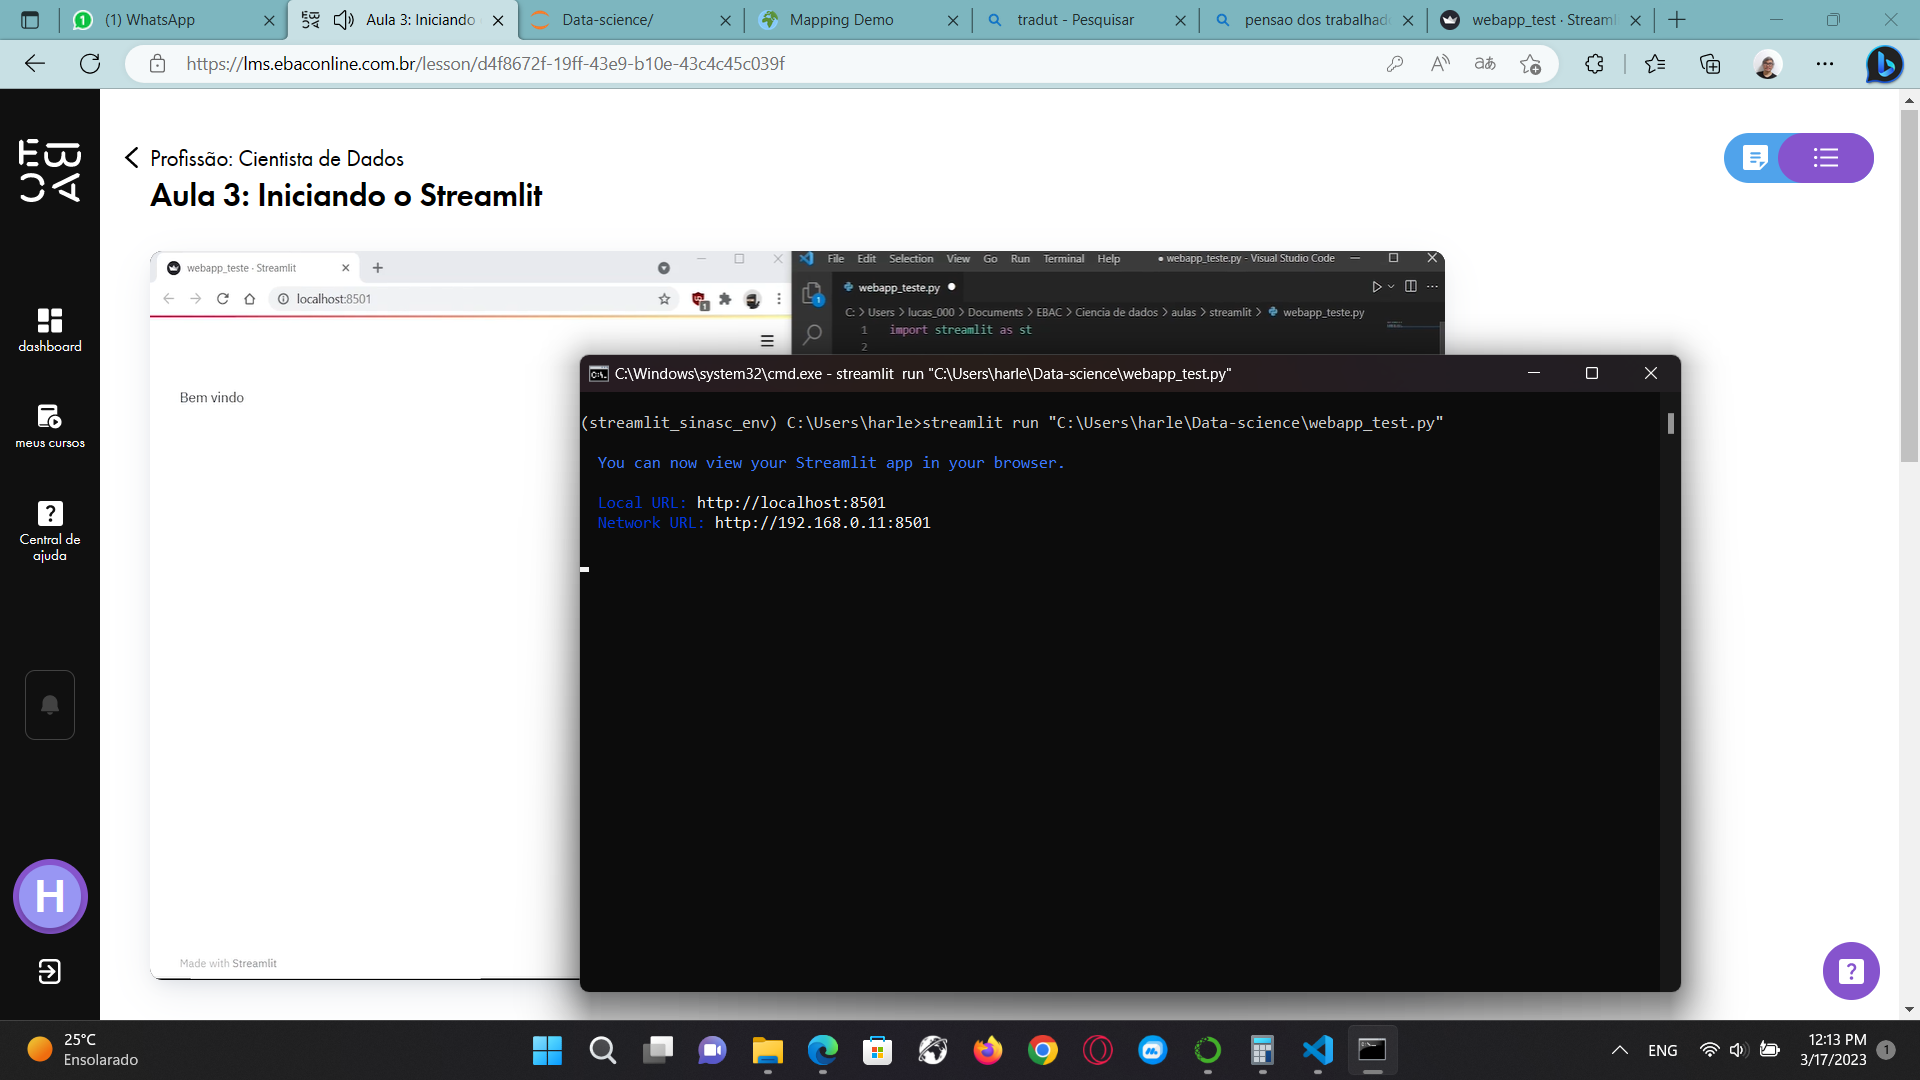 (1) WhatsApp
Aula 3: Iniciando
Data-science/
Mapping Demo
tradut - Pesquisar
pensao dos trabalhad
webapp_test · Streaml
https://lms.ebaconline.com.br/lesson/d4f8672f-19ff-43e9-b10e-43c4c45c039f
EBAC
Profissão: Cientista de Dados
Aula 3: Iniciando o Streamlit
dashboard
meus cursos
Central de
ajuda
H
webapp_teste · Streamlit
localhost:8501
Bem vindo
Made with Streamlit
File Edit Selection View Go Run Terminal Help
● webapp_teste.py - Visual Studio Code
webapp_teste.py
C: > Users > lucas_000 > Documents > EBAC > Ciencia de dados > aulas > streamlit > webapp_teste.py
1 import streamlit as st
2
C:\Windows\system32\cmd.exe - streamlit  run "C:\Users\harle\Data-science\webapp_test.py"
(streamlit_sinasc_env) C:\Users\harle>streamlit run "C:\Users\harle\Data-science\webapp_test.py"
You can now view your Streamlit app in your browser.
Local URL: http://localhost:8501
Network URL: http://192.168.0.11:8501
25°C
Ensolarado
ENG
12:13 PM
3/17/2023
1